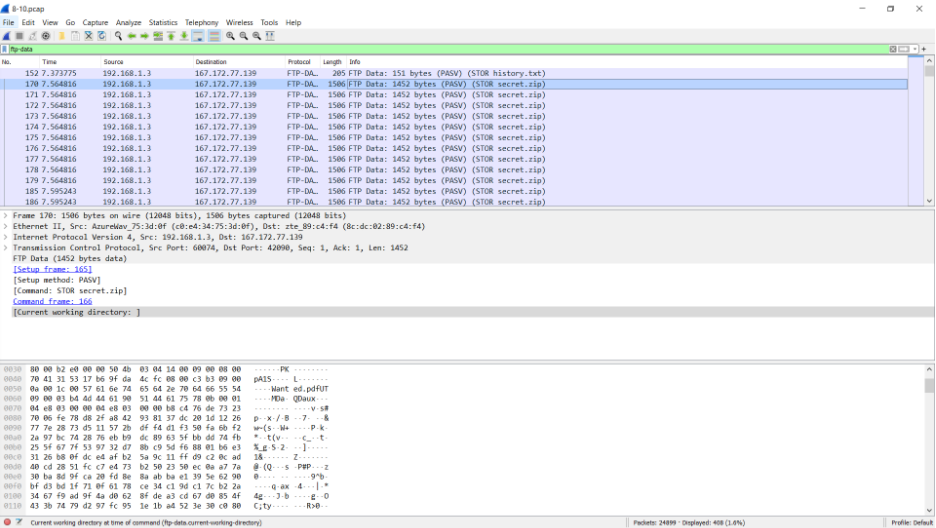 8-10.pcap
File Edit View Go Capture Analyze Statistics Telephony Wireless Tools Help
ftp-data
No. Time Source Destination Protocol Length Info
152 7.373775 192.168.1.3 167.172.77.139 FTP-DA… 205 FTP Data: 151 bytes (PASV) (STOR history.txt)
170 7.564816 192.168.1.3 167.172.77.139 FTP-DA… 1506 FTP Data: 1452 bytes (PASV) (STOR secret.zip)
171 7.564816 192.168.1.3 167.172.77.139 FTP-DA… 1506 FTP Data: 1452 bytes (PASV) (STOR secret.zip)
172 7.564816 192.168.1.3 167.172.77.139 FTP-DA… 1506 FTP Data: 1452 bytes (PASV) (STOR secret.zip)
173 7.564816 192.168.1.3 167.172.77.139 FTP-DA… 1506 FTP Data: 1452 bytes (PASV) (STOR secret.zip)
174 7.564816 192.168.1.3 167.172.77.139 FTP-DA… 1506 FTP Data: 1452 bytes (PASV) (STOR secret.zip)
175 7.564816 192.168.1.3 167.172.77.139 FTP-DA… 1506 FTP Data: 1452 bytes (PASV) (STOR secret.zip)
176 7.564816 192.168.1.3 167.172.77.139 FTP-DA… 1506 FTP Data: 1452 bytes (PASV) (STOR secret.zip)
177 7.564816 192.168.1.3 167.172.77.139 FTP-DA… 1506 FTP Data: 1452 bytes (PASV) (STOR secret.zip)
178 7.564816 192.168.1.3 167.172.77.139 FTP-DA… 1506 FTP Data: 1452 bytes (PASV) (STOR secret.zip)
179 7.564816 192.168.1.3 167.172.77.139 FTP-DA… 1506 FTP Data: 1452 bytes (PASV) (STOR secret.zip)
185 7.595243 192.168.1.3 167.172.77.139 FTP-DA… 1506 FTP Data: 1452 bytes (PASV) (STOR secret.zip)
186 7.595243 192.168.1.3 167.172.77.139 FTP-DA… 1506 FTP Data: 1452 bytes (PASV) (STOR secret.zip)
Frame 170: 1506 bytes on wire (12048 bits), 1506 bytes captured (12048 bits)
Ethernet II, Src: AzureWav_75:3d:0f (c0:e4:34:75:3d:0f), Dst: zte_89:c4:f4 (8c:dc:02:89:c4:f4)
Internet Protocol Version 4, Src: 192.168.1.3, Dst: 167.172.77.139
Transmission Control Protocol, Src Port: 60074, Dst Port: 42090, Seq: 1, Ack: 1, Len: 1452
FTP Data (1452 bytes data)
[Setup frame: 165]
[Setup method: PASV]
[Command: STOR secret.zip]
Command frame: 166
[Current working directory: ]
0030 80 00 b2 e0 00 00 50 4b 03 04 14 00 09 00 08 00 ······PK ········
0040 70 41 31 53 17 b6 9f da 4c fc 08 00 c3 b3 09 00 pA1S···· L·······
0050 0a 00 1c 00 57 61 6e 74 65 64 2e 70 64 66 55 54 ····Want ed.pdfUT
0060 09 00 03 b4 4d 44 61 90 51 44 61 75 78 0b 00 01 ····MDa· QDaux···
0070 04 e8 03 00 00 04 e8 03 00 00 b8 c4 76 de 73 23 ········ ····v·s#
0080 70 06 fe 78 d8 2f a8 42 93 81 37 dc 20 1d 12 26 p··x·/·B ··7· ··&
0090 77 7e 28 73 d5 11 57 2b df f4 d1 f3 50 fa 6b f2 w~(s··W+ ····P·k·
00a0 2a 97 bc 74 28 76 eb b9 dc 89 63 5f bb dd 74 fb *··t(v·· ··c_··t·
00b0 25 5f 67 7f 53 97 32 d7 8b c9 5d f6 88 01 b6 e3 %_g·S·2· ··]·····
00c0 31 26 b8 0f dc e4 af b2 5a 9c 11 ff d9 c2 0c ad 1&······ Z·······
00d0 40 cd 28 51 fc c7 e4 73 b2 50 23 50 ec 0a a7 7a @·(Q···s ·P#P···z
00e0 30 ba 8d 9f ca 20 fd 8e 8a ab ba e1 39 5e 62 90 0···· ·· ····9^b·
00f0 bf d3 bd 1f 71 0f 61 78 ce 34 c1 9d c1 7c b2 2a ····q·ax ·4···|·*
0100 34 67 f9 ad 9f 4a d0 62 8f de a3 cd 67 d0 85 4f 4g···J·b ····g··O
0110 43 3b 74 79 d2 97 fc 95 1e 1b a4 52 3e 30 c0 80 C;ty···· ···R>0··
Current working directory at time of command (ftp-data.current-working-directory)
Packets: 24899 · Displayed: 408 (1.6%)
Profile: Default